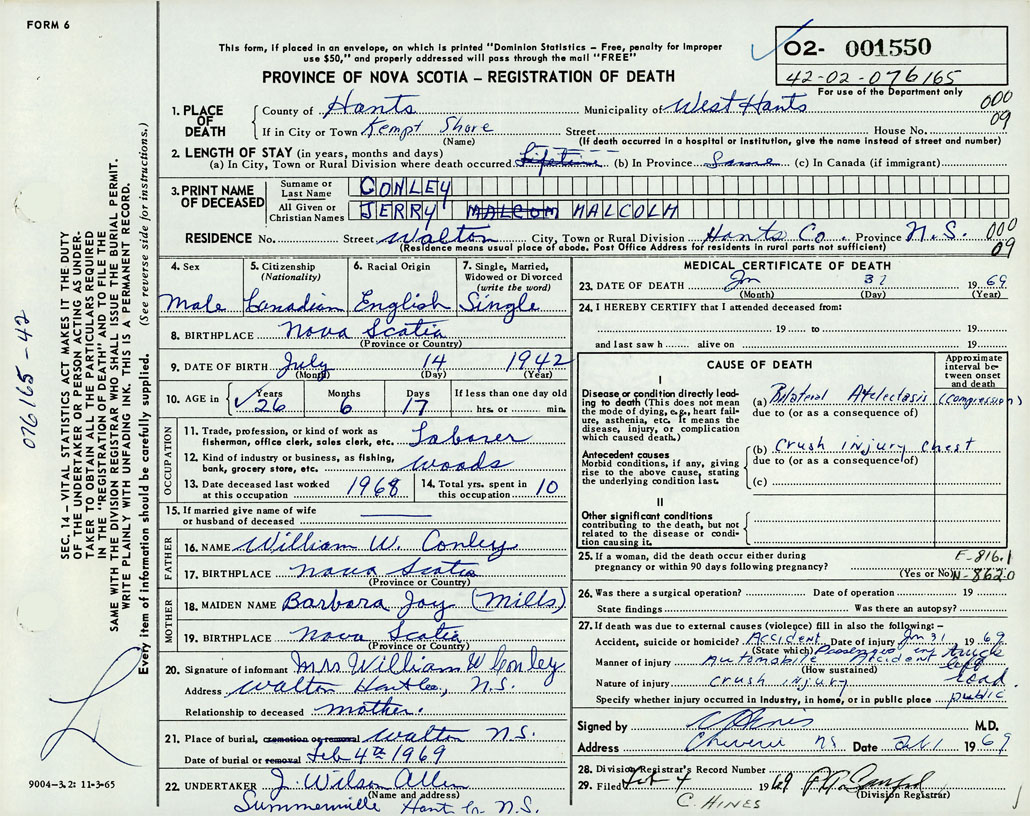 FORM 6
This form, if placed in an envelope, on which is printed "Dominion Statistics – Free, penalty for improper
use $50," and properly addressed will pass through the mail "FREE"
PROVINCE OF NOVA SCOTIA – REGISTRATION OF DEATH
02- 001550
42-02-076165
For use of the Department only
000
09
1. PLACE OF DEATH
County of Hants Municipality of West Hants
If in City or Town Kempt Shore Street House No.
(Name) (If death occurred in a hospital or institution, give the name instead of street and number)
2. LENGTH OF STAY (in years, months and days)
(a) In City, Town or Rural Division where death occurred Lifetime (b) In Province Same (c) In Canada (if immigrant)
3. PRINT NAME OF DECEASED
Surname or Last Name CONLEY
All Given or Christian Names JERRY MALCOM MALCOLM
RESIDENCE No. Street Walton City, Town or Rural Division Hants Co. Province N.S.
000
09
(Residence means usual place of abode. Post Office Address for residents in rural parts not sufficient)
4. Sex
Male
5. Citizenship (Nationality)
Canadian
6. Racial Origin
English
7. Single, Married, Widowed or Divorced (write the word)
Single
8. BIRTHPLACE Nova Scotia
(Province or Country)
9. DATE OF BIRTH July 14 1942
(Month) (Day) (Year)
10. AGE in Years Months Days If less than one day old
26 6 17 hrs. or min.
OCCUPATION
11. Trade, profession, or kind of work as
fisherman, office clerk, sales clerk, etc. Laborer
12. Kind of industry or business, as fishing,
bank, grocery store, etc. woods
13. Date deceased last worked at this occupation 1968
14. Total yrs. spent in this occupation 10
15. If married give name of wife
or husband of deceased
FATHER
16. NAME William W. Conley
17. BIRTHPLACE Nova Scotia
(Province or Country)
MOTHER
18. MAIDEN NAME Barbara Joy (Mills)
19. BIRTHPLACE Nova Scotia
(Province or Country)
20. Signature of informant Mrs William W Conley
Address Walton Hants Co., N.S.
Relationship to deceased mother.
21. Place of burial, cremation or removal Walton N.S.
Date of burial or removal Feb 4th 1969
22. UNDERTAKER J. Wilson Allen
(Name and address)
Summerville Hants Co. N.S.
MEDICAL CERTIFICATE OF DEATH
23. DATE OF DEATH Jan 31 1969
(Month) (Day) (Year)
24. I HEREBY CERTIFY that I attended deceased from:
19 to 19
and last saw h alive on 19
CAUSE OF DEATH
Approximate interval be-
tween onset
and death
I
Disease or condition directly lead-
ing to death (This does not mean
the mode of dying, e.g., heart fail-
ure, asthenia, etc. It means the
disease, injury, or complication
which caused death.)
(a) Bilateral Atelectasis (compression)
due to (or as a consequence of)
Antecedent causes
Morbid conditions, if any, giving
rise to the above cause, stating
the underlying condition last.
(b) Crush injury Chest
due to (or as a consequence of)
(c)
II
Other significant conditions
contributing to the death, but not
related to the disease or condi-
tion causing it.
25. If a woman, did the death occur either during
pregnancy or within 90 days following pregnancy?
(Yes or No)
E-816.1
N-862.0
26. Was there a surgical operation? Date of operation 19
State findings Was there an autopsy?
27. If death was due to external causes (violence) fill in also the following: –
Accident, suicide or homicide? Accident Date of injury Jan 31 1969
(State which) Passenger in truck
Manner of injury Automobile Accident left
(How sustained)
Nature of injury Crush injury road
Specify whether injury occurred in industry, in home, or in public place public
Signed by M.D.
Address Cheverie NS Date Feb 1 1969
28. Division Registrar's Record Number
29. Filed Feb 4 1969
(Division Registrar)
C. HINES
SEC. 14 – VITAL STATISTICS ACT MAKES IT THE DUTY
OF THE UNDERTAKER OR PERSON ACTING AS UNDER-
TAKER TO OBTAIN ALL THE PARTICULARS REQUIRED
IN THE "REGISTRATION OF DEATH" AND TO FILE THE
SAME WITH THE DIVISION REGISTRAR WHO SHALL ISSUE THE BURIAL PERMIT.
WRITE PLAINLY WITH UNFADING INK. THIS IS A PERMANENT RECORD.
Every item of information should be carefully supplied. (See reverse side for instructions.)
076165-42
9004-3.2: 11-3-65